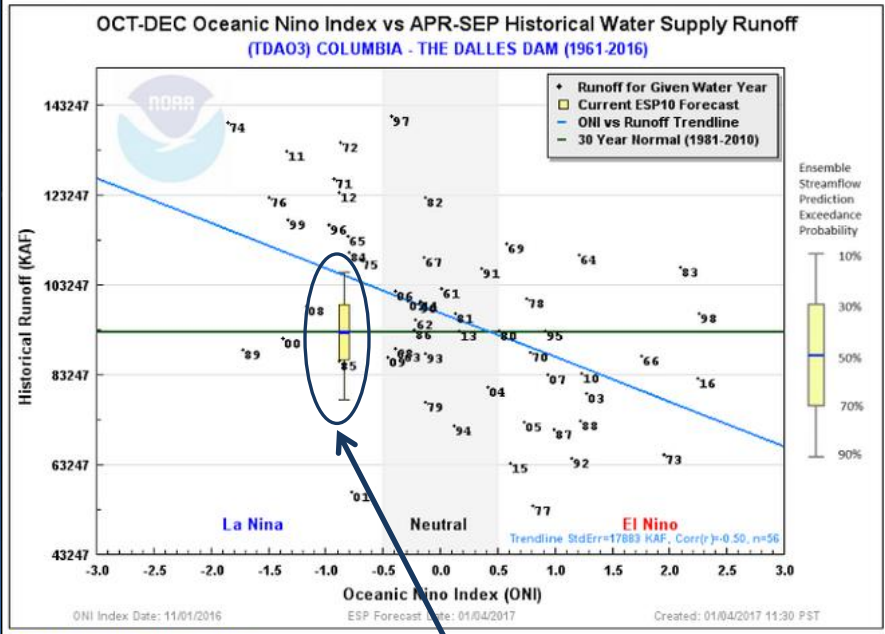 OCT-DEC Oceanic Nino Index vs APR-SEP Historical Water Supply Runoff
(TDAO3) COLUMBIA - THE DALLES DAM (1961-2016)
NOAA
Runoff for Given Water Year
Current ESP10 Forecast
ONI vs Runoff Trendline
30 Year Normal (1981-2010)
Historical Runoff (KAF)
143247
123247
103247
83247
63247
43247
74
97
72
11
71
12
76
82
99
96
65
84
75
67
69
64
91
83
06
61
78
08
81
98
62
86
13
80
95
00
89
85
09
68
63
93
70
66
07
10
16
04
03
79
94
05
87
88
15
92
73
01
77
La Nina
Neutral
El Nino
Trendline StdErr=17883 KAF, Corr(r)=-0.50, n=56
-3.0 -2.5 -2.0 -1.5 -1.0 -0.5 0.0 0.5 1.0 1.5 2.0 2.5 3.0
Oceanic Nino Index (ONI)
ONI Index Date: 11/01/2016
ESP Forecast Date: 01/04/2017
Created: 01/04/2017 11:30 PST
Ensemble
Streamflow
Prediction
Exceedance
Probability
10%
30%
50%
70%
90%